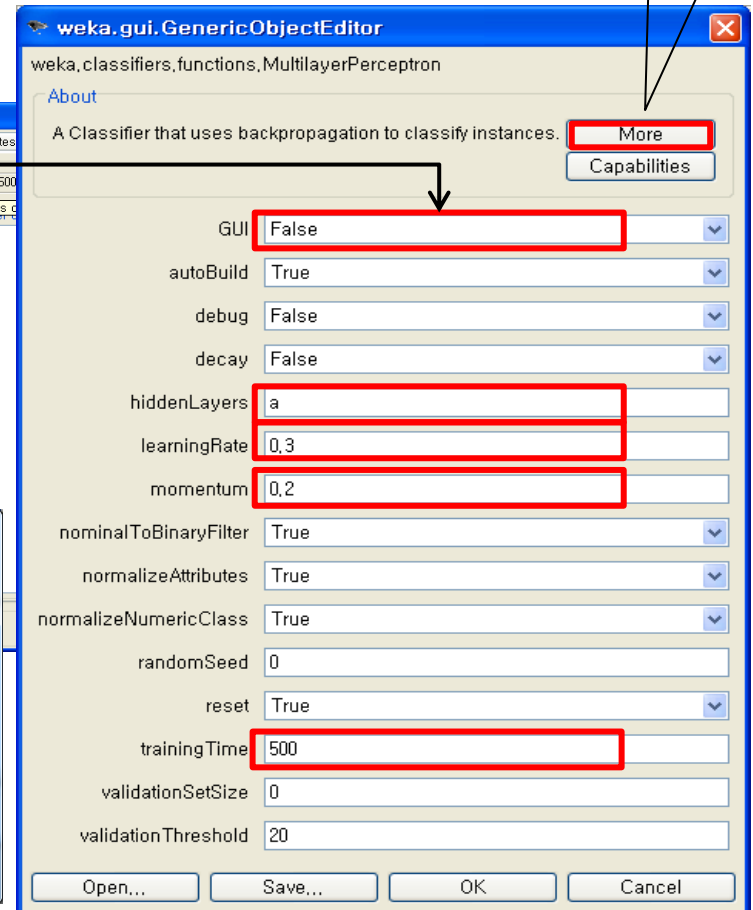 weka.gui.GenericObjectEditor
weka.classifiers.functions.MultilayerPerceptron
About
A Classifier that uses backpropagation to classify instances. More
Capabilities
tes
500
GUI False
autoBuild True
debug False
decay False
hiddenLayers a
learningRate 0.3
momentum 0.2
nominalToBinaryFilter True
normalizeAttributes True
normalizeNumericClass True
randomSeed 0
reset True
trainingTime 500
validationSetSize 0
validationThreshold 20
Open... Save... OK Cancel